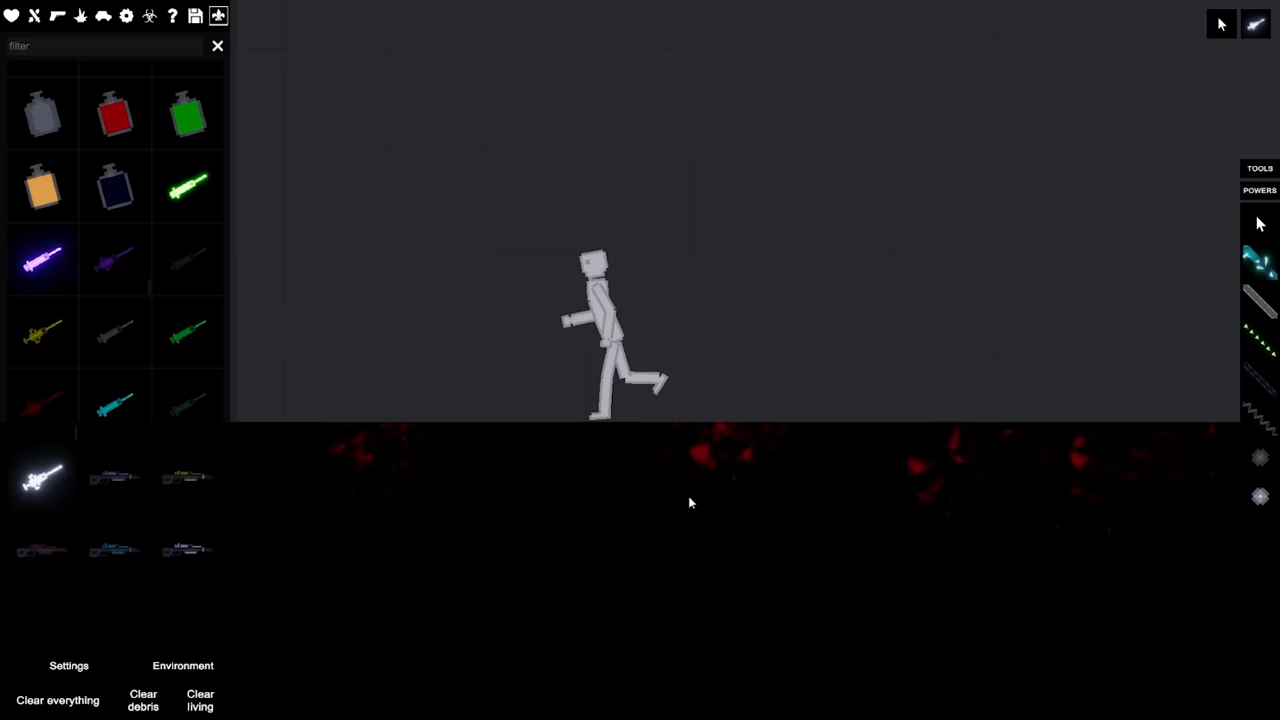 filter
TOOLS
POWERS
Settings
Environment
Clear everything
Clear
debris
Clear
living